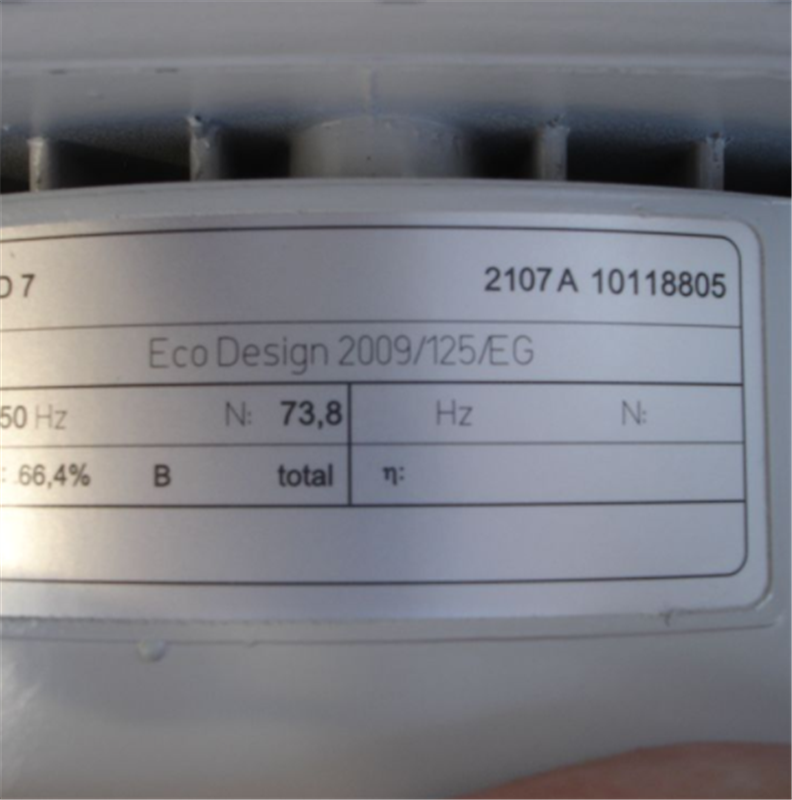 D 7 2107 A 10118805
Eco Design 2009/125/EG
50 Hz N: 73,8 Hz N:
: .66,4% B total η: